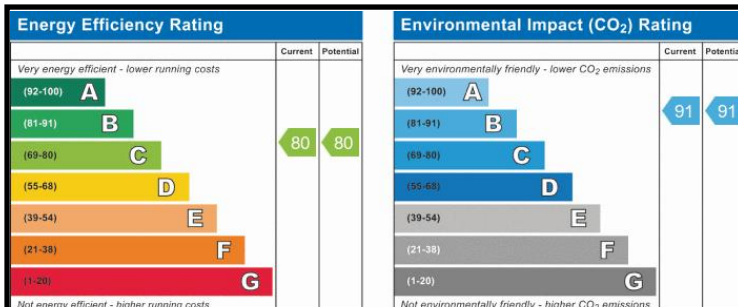 Energy Efficiency Rating
Current Potential
Very energy efficient - lower running costs
(92-100) A
(81-91) B
(69-80) C
(55-68) D
(39-54) E
(21-38) F
(1-20) G
80 80
Not energy efficient - higher running costs
Environmental Impact (CO₂) Rating
Current Potential
Very environmentally friendly - lower CO₂ emissions
(92-100) A
(81-91) B
(69-80) C
(55-68) D
(39-54) E
(21-38) F
(1-20) G
91 91
Not environmentally friendly - higher CO₂ emissions